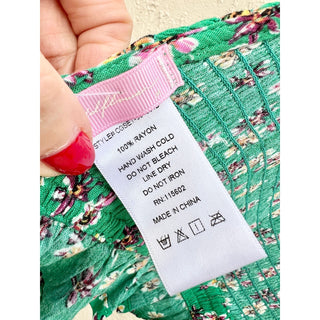 100% RAYON
HAND WASH COLD
DO NOT BLEACH
LINE DRY
DO NOT IRON
RN:115602
MADE IN CHINA